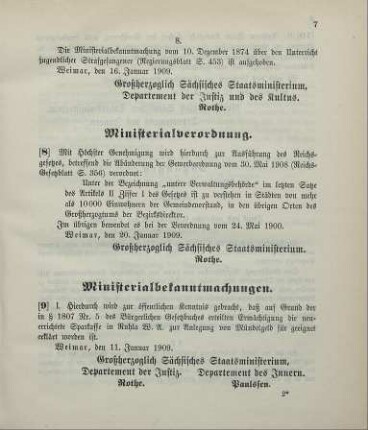 7
8.
Die Ministerialbekanntmachung vom 10. Dezember 1874 über den Unterricht
jugendlicher Strafgefangener (Regierungsblatt S. 453) ist aufgehoben.
Weimar, den 16. Januar 1909.
Großherzoglich Sächsisches Staatsministerium,
Departement der Justiz und des Kultus.
Rothe.
Ministerialverordnung.
[8] Mit Höchster Genehmigung wird hierdurch zur Ausführung des Reichs-
gesetzes, betreffend die Abänderung der Gewerbeordnung vom 30. Mai 1908 (Reichs-
Gesetzblatt S. 356) verordnet:
Unter der Bezeichnung „untere Verwaltungsbehörde" im letzten Satze
des Artikels II Ziffer I des Gesetzes ist zu verstehen in Städten von mehr
als 10000 Einwohnern der Gemeindevorstand, in den übrigen Orten des
Großherzogtums der Bezirksdirektor.
Im übrigen bewendet es bei der Verordnung vom 24. Mai 1900.
Weimar, den 20. Januar 1909.
Großherzoglich Sächsisches Staatsministerium.
Rothe.
Ministerialbekanntmachungen.
[9] I. Hierdurch wird zur öffentlichen Kenntnis gebracht, daß auf Grund der
in § 1807 Nr. 5 des Bürgerlichen Gesetzbuches erteilten Ermächtigung die neu-
errichtete Sparkasse in Ruhla W. A. zur Anlegung von Mündelgeld für geeignet
erklärt worden ist.
Weimar, den 11. Januar 1909.
Großherzoglich Sächsisches Staatsministerium,
Departement der Justiz. Departement des Innern.
Rothe. Paulssen.
2*